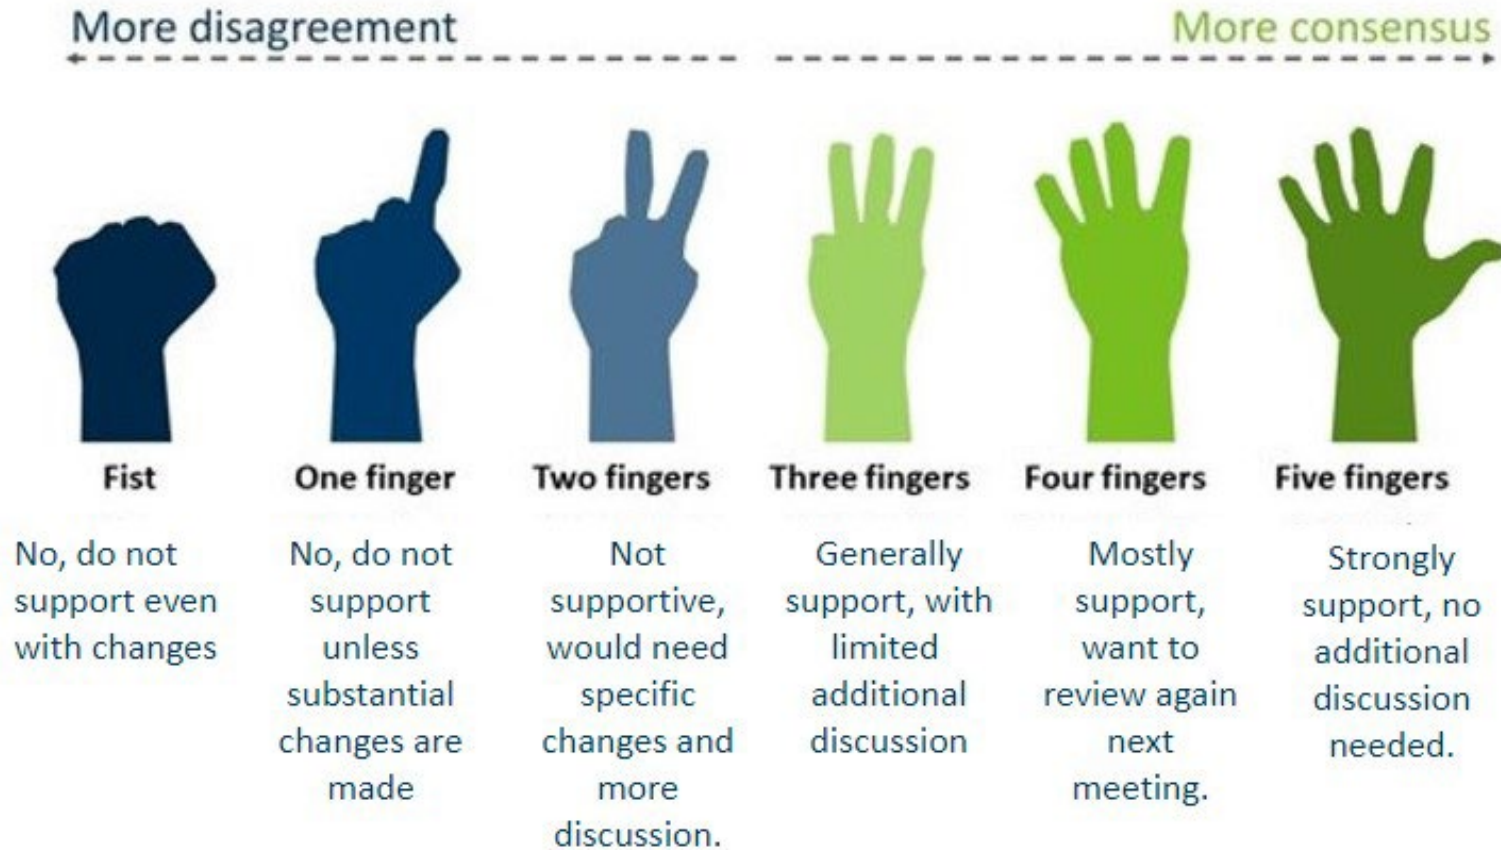 More disagreement
More consensus
Fist
One finger
Two fingers
Three fingers
Four fingers
Five fingers
No, do not
support even
with changes
No, do not
support
unless
substantial
changes are
made
Not
supportive,
would need
specific
changes and
more
discussion.
Generally
support, with
limited
additional
discussion
Mostly
support,
want to
review again
next
meeting.
Strongly
support, no
additional
discussion
needed.